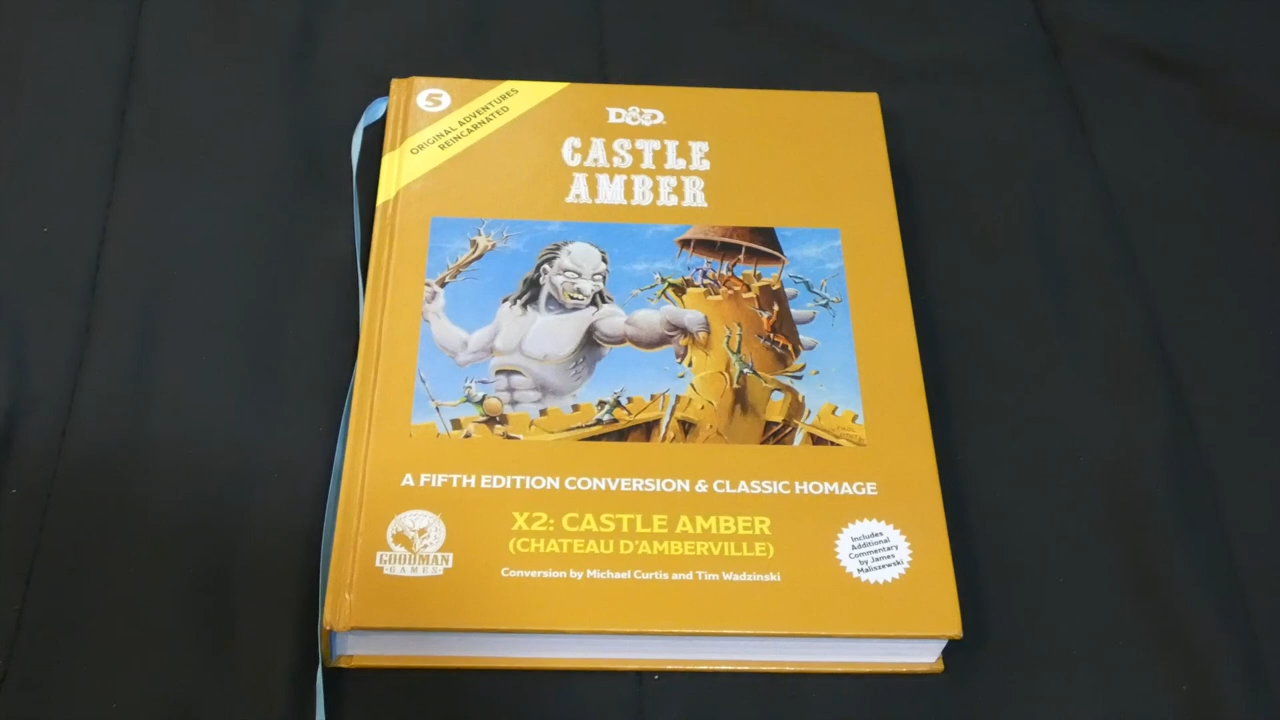 5
ORIGINAL ADVENTURES
REINCARNATED
D&D
CASTLE
AMBER
A FIFTH EDITION CONVERSION & CLASSIC HOMAGE
X2: CASTLE AMBER
(CHATEAU D'AMBERVILLE)
Conversion by Michael Curtis and Tim Wadzinski
GOODMAN
GAMES
Includes
Additional
Commentary
by James
Maliszewski